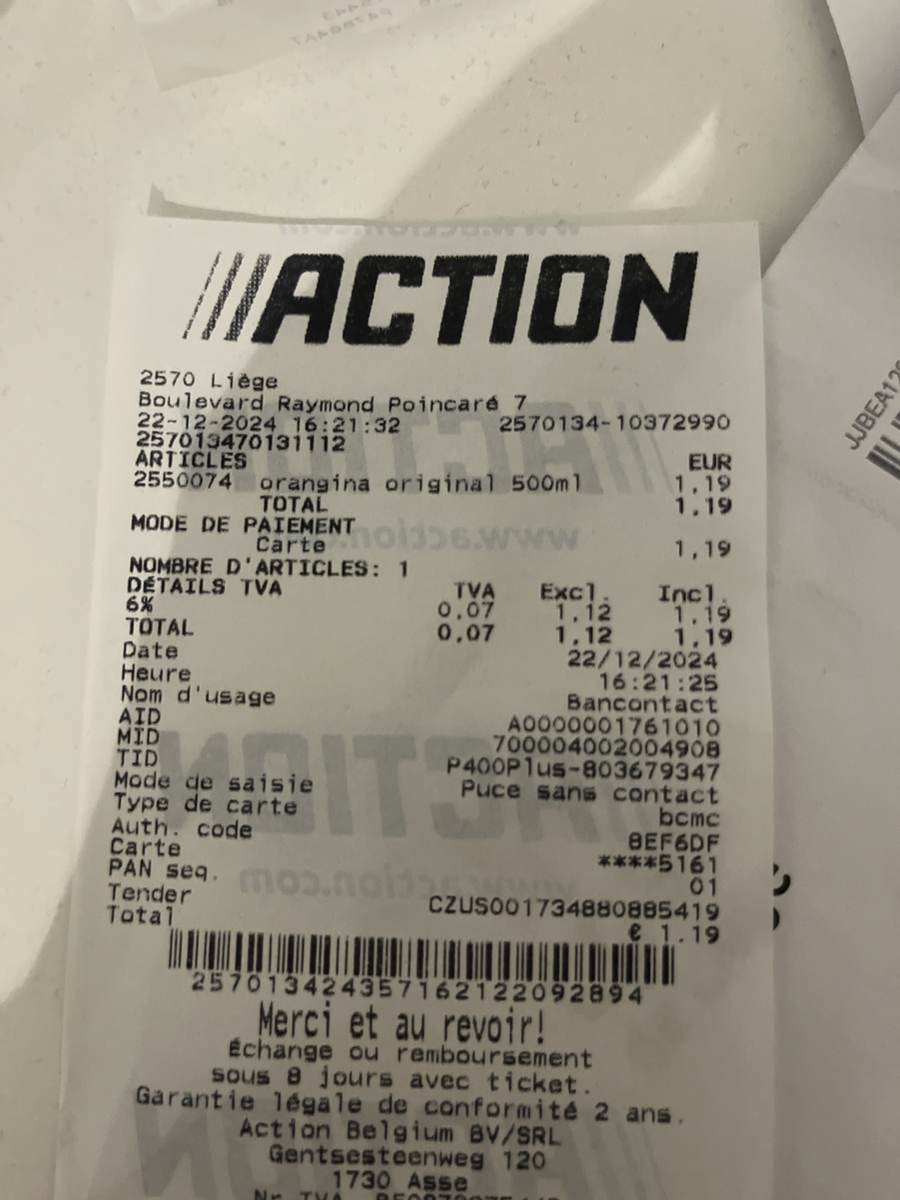 ACTION
2570 Liège
Boulevard Raymond Poincaré 7
22-12-2024 16:21:32 2570134-10372990
257013470131112
ARTICLES EUR
2550074 orangina original 500ml 1,19
TOTAL 1,19
MODE DE PAIEMENT
Carte 1,19
NOMBRE D'ARTICLES: 1
DÉTAILS TVA TVA Excl. Incl.
6% 0,07 1,12 1,19
TOTAL 0,07 1,12 1,19
Date 22/12/2024
Heure 16:21:25
Nom d'usage Bancontact
AID A0000001761010
MID 700004002004908
TID P400Plus-803679347
Mode de saisie Puce sans contact
Type de carte bcmc
Auth. code 8EF6DF
Carte ****5161
PAN seq. 01
Tender CZUS001734880885419
Total € 1.19
257013424357162122092894
Merci et au revoir!
Échange ou remboursement
sous 8 jours avec ticket.
Garantie légale de conformité 2 ans.
Action Belgium BV/SRL
Gentsesteenweg 120
1730 Asse
Nr TVA